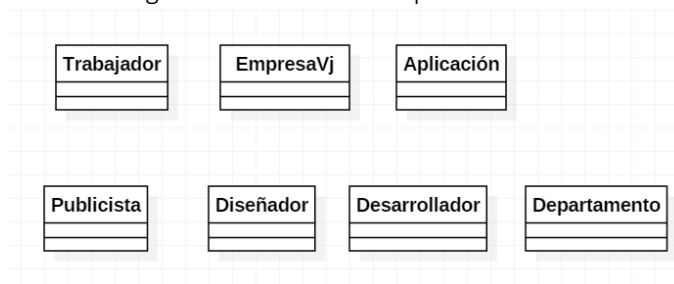 Trabajador
EmpresaVj
Aplicación
Publicista
Diseñador
Desarrollador
Departamento